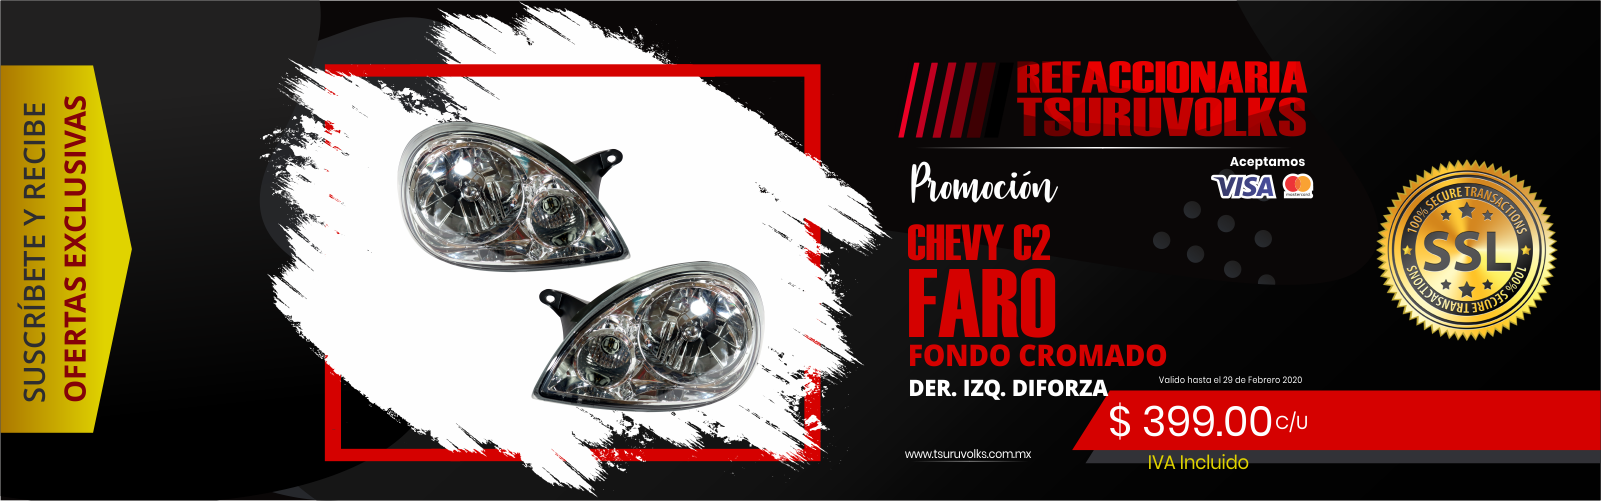 SUSCRÍBETE Y RECIBE
OFERTAS EXCLUSIVAS
REFACCIONARIA
TSURUVOLKS
Promoción
Aceptamos
VISA
mastercard
CHEVY C2
FARO
FONDO CROMADO
DER. IZQ. DIFORZA
Valido hasta el 29 de Febrero 2020
$ 399.00 C/U
IVA Incluido
www.tsuruvolks.com.mx
100% SECURE TRANSACTIONS
SSL
100% SECURE TRANSACTIONS